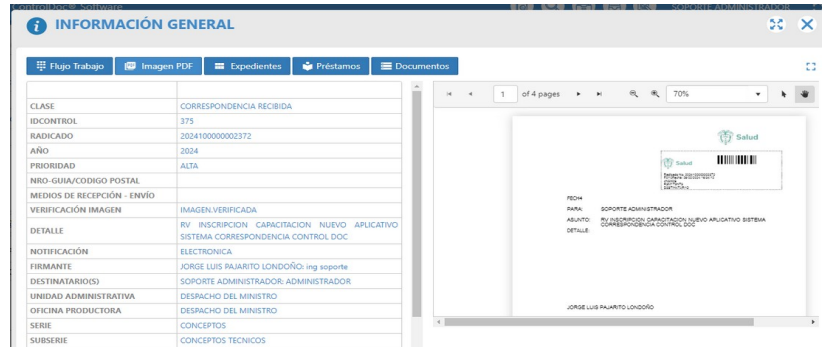 ControlDoc® Software
SOPORTE ADMINISTRADOR
INFORMACIÓN GENERAL
Flujo Trabajo
Imagen PDF
Expedientes
Préstamos
Documentos
CLASE CORRESPONDENCIA RECIBIDA
IDCONTROL 375
RADICADO 2024100000002372
AÑO 2024
PRIORIDAD ALTA
NRO-GUIA/CODIGO POSTAL
MEDIOS DE RECEPCIÓN - ENVÍO
VERIFICACIÓN IMAGEN IMAGEN.VERIFICADA
DETALLE RV INSCRIPCION CAPACITACION NUEVO APLICATIVO
SISTEMA CORRESPONDENCIA CONTROL DOC
NOTIFICACIÓN ELECTRONICA
FIRMANTE JORGE LUIS PAJARITO LONDOÑO: ing soporte
DESTINATARIO(S) SOPORTE ADMINISTRADOR: ADMINISTRADOR
UNIDAD ADMINISTRATIVA DESPACHO DEL MINISTRO
OFICINA PRODUCTORA DESPACHO DEL MINISTRO
SERIE CONCEPTOS
SUBSERIE CONCEPTOS TECNICOS
1 of 4 pages
70%
Salud
Salud
FECHA
PARA: SOPORTE ADMINISTRADOR
ASUNTO: RV INSCRIPCION CAPACITACION NUEVO APLICATIVO SISTEMA
CORRESPONDENCIA CONTROL DOC
DETALLE:
JORGE LUIS PAJARITO LONDOÑO